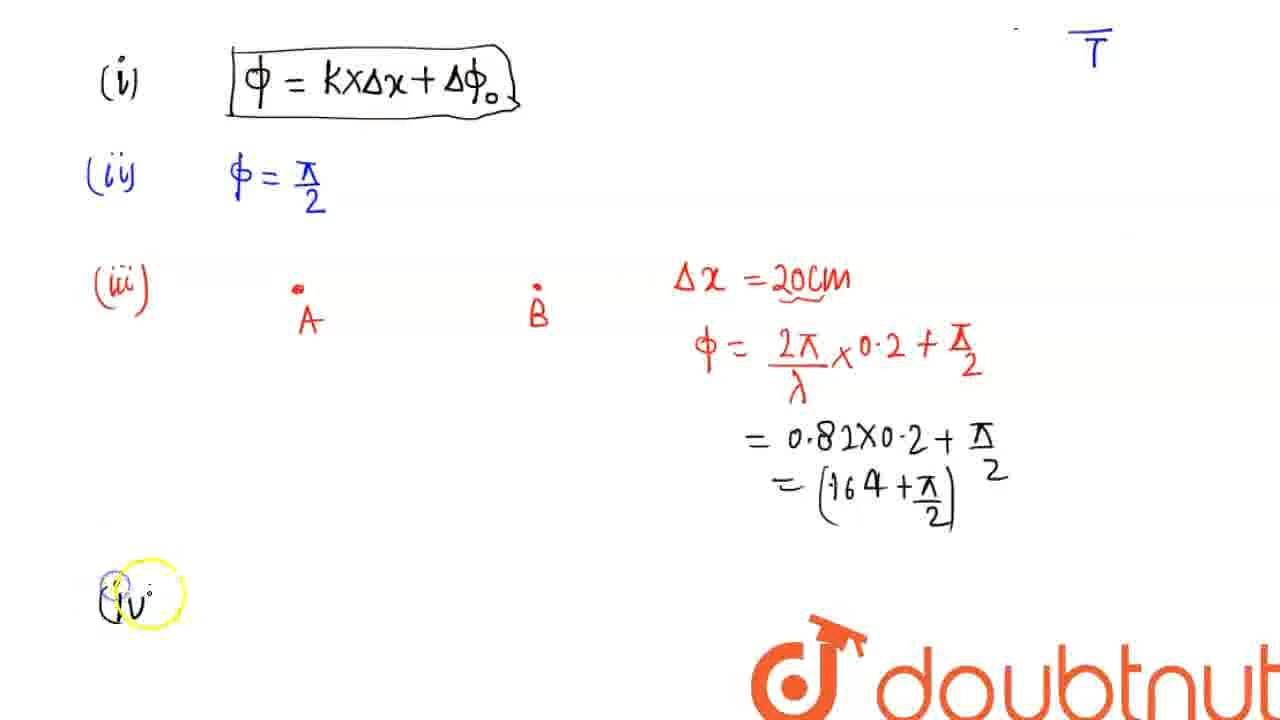 T
(i) ϕ = k×Δx + Δϕ₀
(ii) ϕ = π/2
(iii) A B Δx = 20cm
ϕ = 2π/λ × 0.2 + π/2
= 0.82×0.2 + π/2
= (.164 + π/2)
(iv
doubtnut